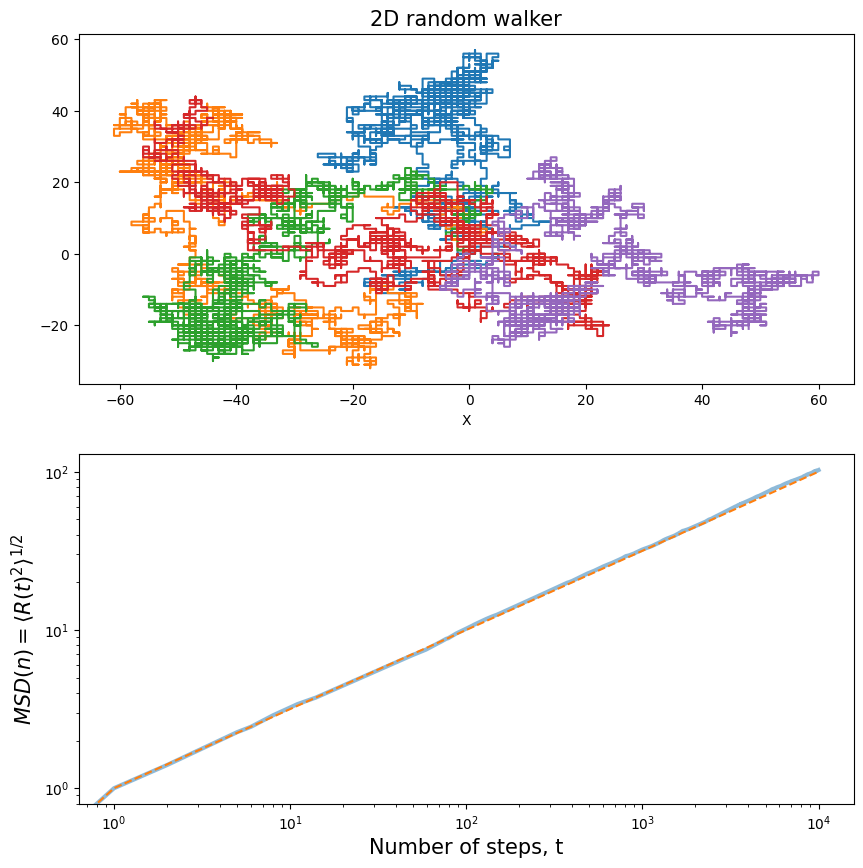 2D random walker
60
40
20
0
−20
−60 −40 −20 0 20 40 60
X
MSD(n) = ⟨R(t)²⟩^{1/2}
10²
10¹
10⁰
10⁰ 10¹ 10² 10³ 10⁴
Number of steps, t